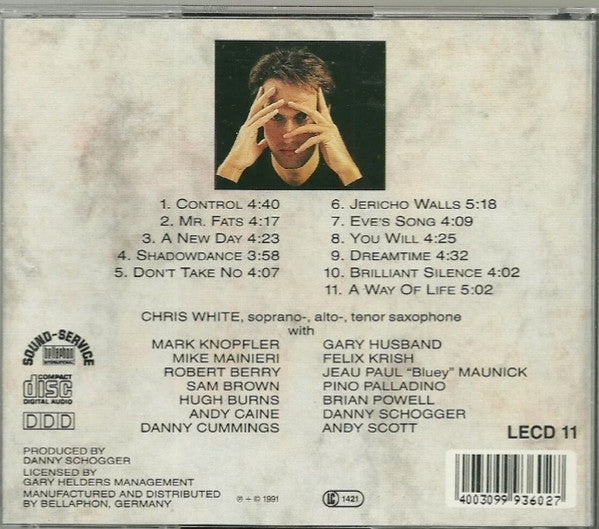 1. CONTROL 4:40
2. MR. FATS 4:17
3. A NEW DAY 4:23
4. SHADOWDANCE 3:58
5. DON'T TAKE NO 4:07
6. JERICHO WALLS 5:18
7. EVE'S SONG 4:09
8. YOU WILL 4:25
9. DREAMTIME 4:32
10. BRILLIANT SILENCE 4:02
11. A WAY OF LIFE 5:02
CHRIS WHITE, soprano-, alto-, tenor saxophone
with
MARK KNOPFLER
MIKE MAINIERI
ROBERT BERRY
SAM BROWN
HUGH BURNS
ANDY CAINE
DANNY CUMMINGS
GARY HUSBAND
FELIX KRISH
JEAU PAUL "Bluey" MAUNICK
PINO PALLADINO
BRIAN POWELL
DANNY SCHOGGER
ANDY SCOTT
SOUND-SERVICE
bellaphon
INTERNATIONAL
COMPACT
disc
DIGITAL AUDIO
DDD
LECD 11
PRODUCED BY
DANNY SCHOGGER
LICENSED BY
GARY HELDERS MANAGEMENT
MANUFACTURED AND DISTRIBUTED
BY BELLAPHON, GERMANY
℗ + © 1991
LC 1421
4003099936027